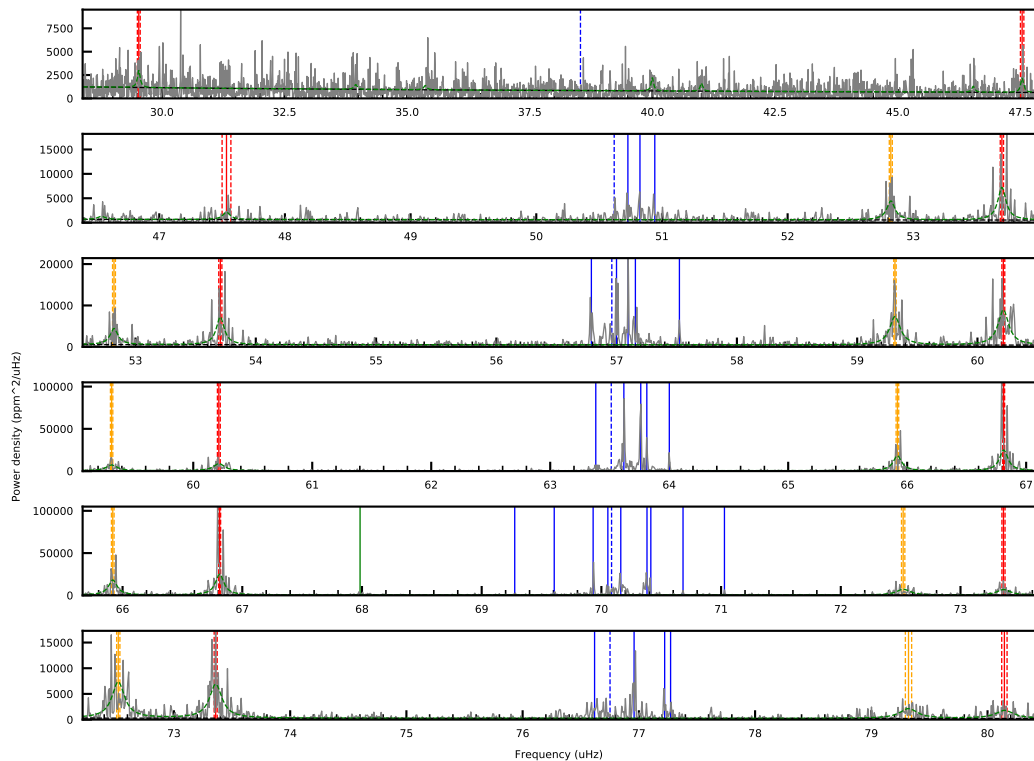 7500
5000
2500
0
30.0 32.5 35.0 37.5 40.0 42.5 45.0 47.5
15000
10000
5000
0
47 48 49 50 51 52 53
20000
10000
0
53 54 55 56 57 58 59 60
Power density (ppm^2/uHz)
100000
50000
0
60 61 62 63 64 65 66 67
100000
50000
0
66 67 68 69 70 71 72 73
15000
10000
5000
0
73 74 75 76 77 78 79 80
Frequency (uHz)